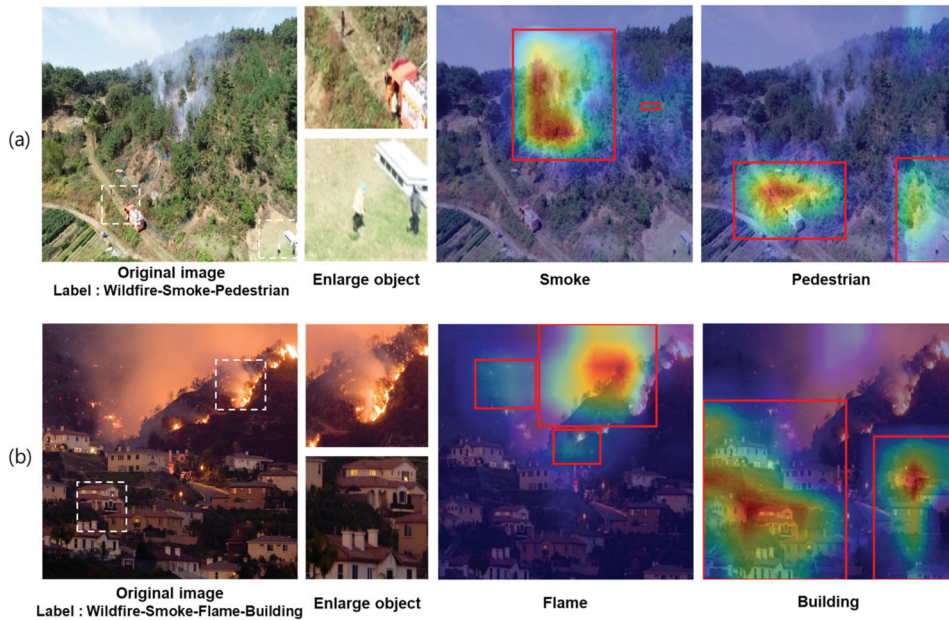 (a)
Original image
Label : Wildfire-Smoke-Pedestrian
Enlarge object
Smoke
Pedestrian
(b)
Original image
Label : Wildfire-Smoke-Flame-Building
Enlarge object
Flame
Building